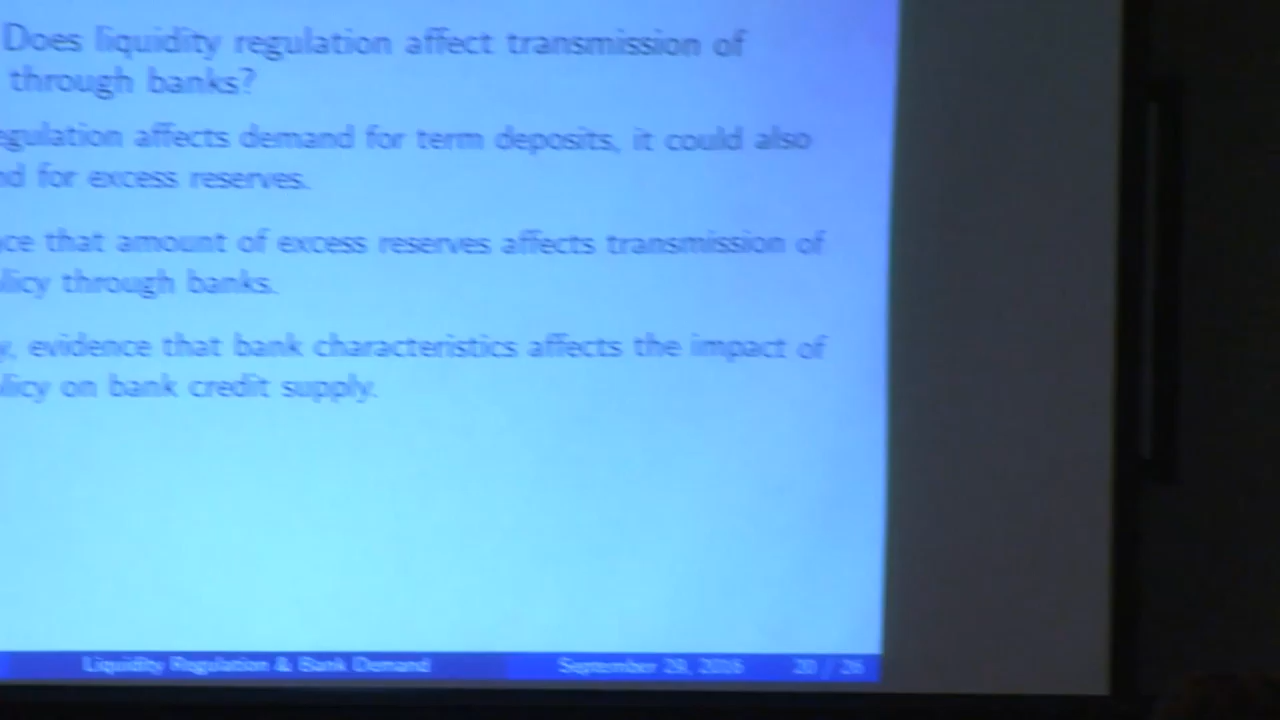 Does liquidity regulation affect transmission of
through banks?
egulation affects demand for term deposits, it could also
nd for excess reserves.
ce that amount of excess reserves affects transmission of
licy through banks.
y, evidence that bank characteristics affects the impact of
licy on bank credit supply.
Liquidity Regulation & Bank Demand September 29, 2016 20 / 26